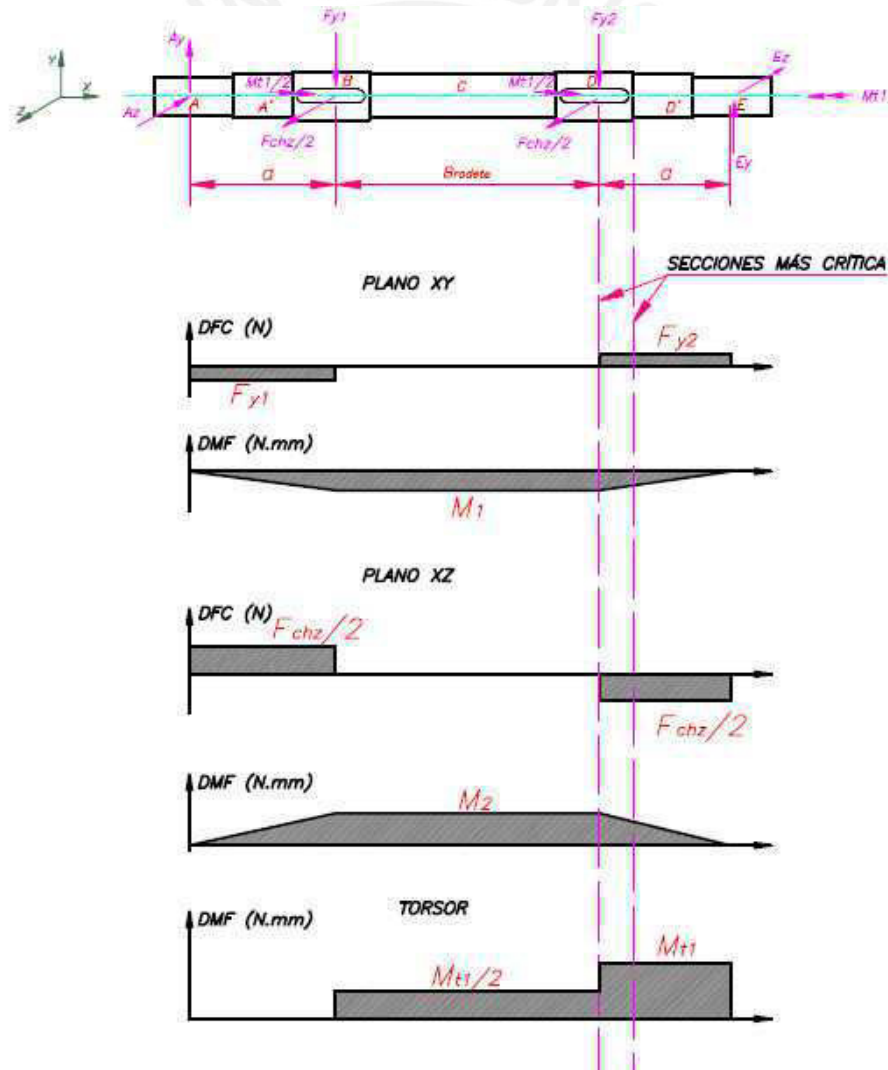 Fy1
Fy2
Ay
Ez
Y
X
Z
Mt1/2
B
C
Mt1/2
D
Mt1
Az
A
A'
D'
E
Fchz/2
Fchz/2
Ey
a
Brodete
a
SECCIONES MÁS CRÍTICA
PLANO XY
DFC (N)
Fy2
Fy1
DMF (N.mm)
M1
PLANO XZ
DFC (N)
Fchz/2
Fchz/2
DMF (N.mm)
M2
DMF (N.mm)
TORSOR
Mt1
Mt1/2